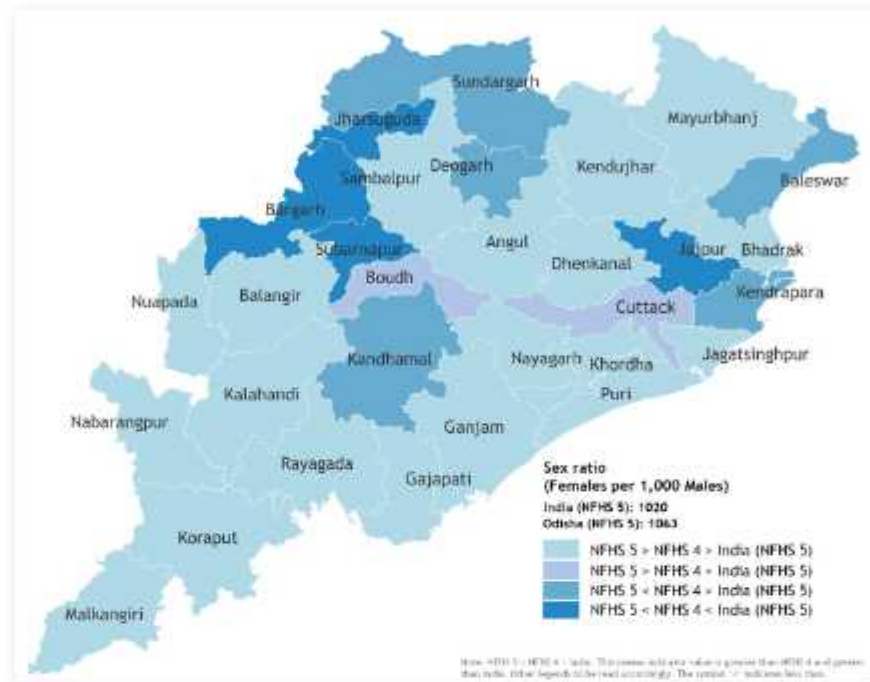 Sundargarh
Jharsuguda
Mayurbhanj
Deogarh
Kendujhar
Sambalpur
Baleswar
Bargarh
Subarnapur
Angul
Jajpur
Bhadrak
Dhenkanal
Boudh
Nuapada
Balangir
Kendrapara
Cuttack
Kandhamal
Nayagarh
Khordha
Jagatsinghpur
Kalahandi
Puri
Nabarangpur
Ganjam
Rayagada
Gajapati
Koraput
Malkangiri
Sex ratio
(Females per 1,000 Males)
India (NFHS 5): 1020
Odisha (NFHS 5): 1063
NFHS 5 > NFHS 4 > India (NFHS 5)
NFHS 5 > NFHS 4 < India (NFHS 5)
NFHS 5 < NFHS 4 > India (NFHS 5)
NFHS 5 < NFHS 4 < India (NFHS 5)